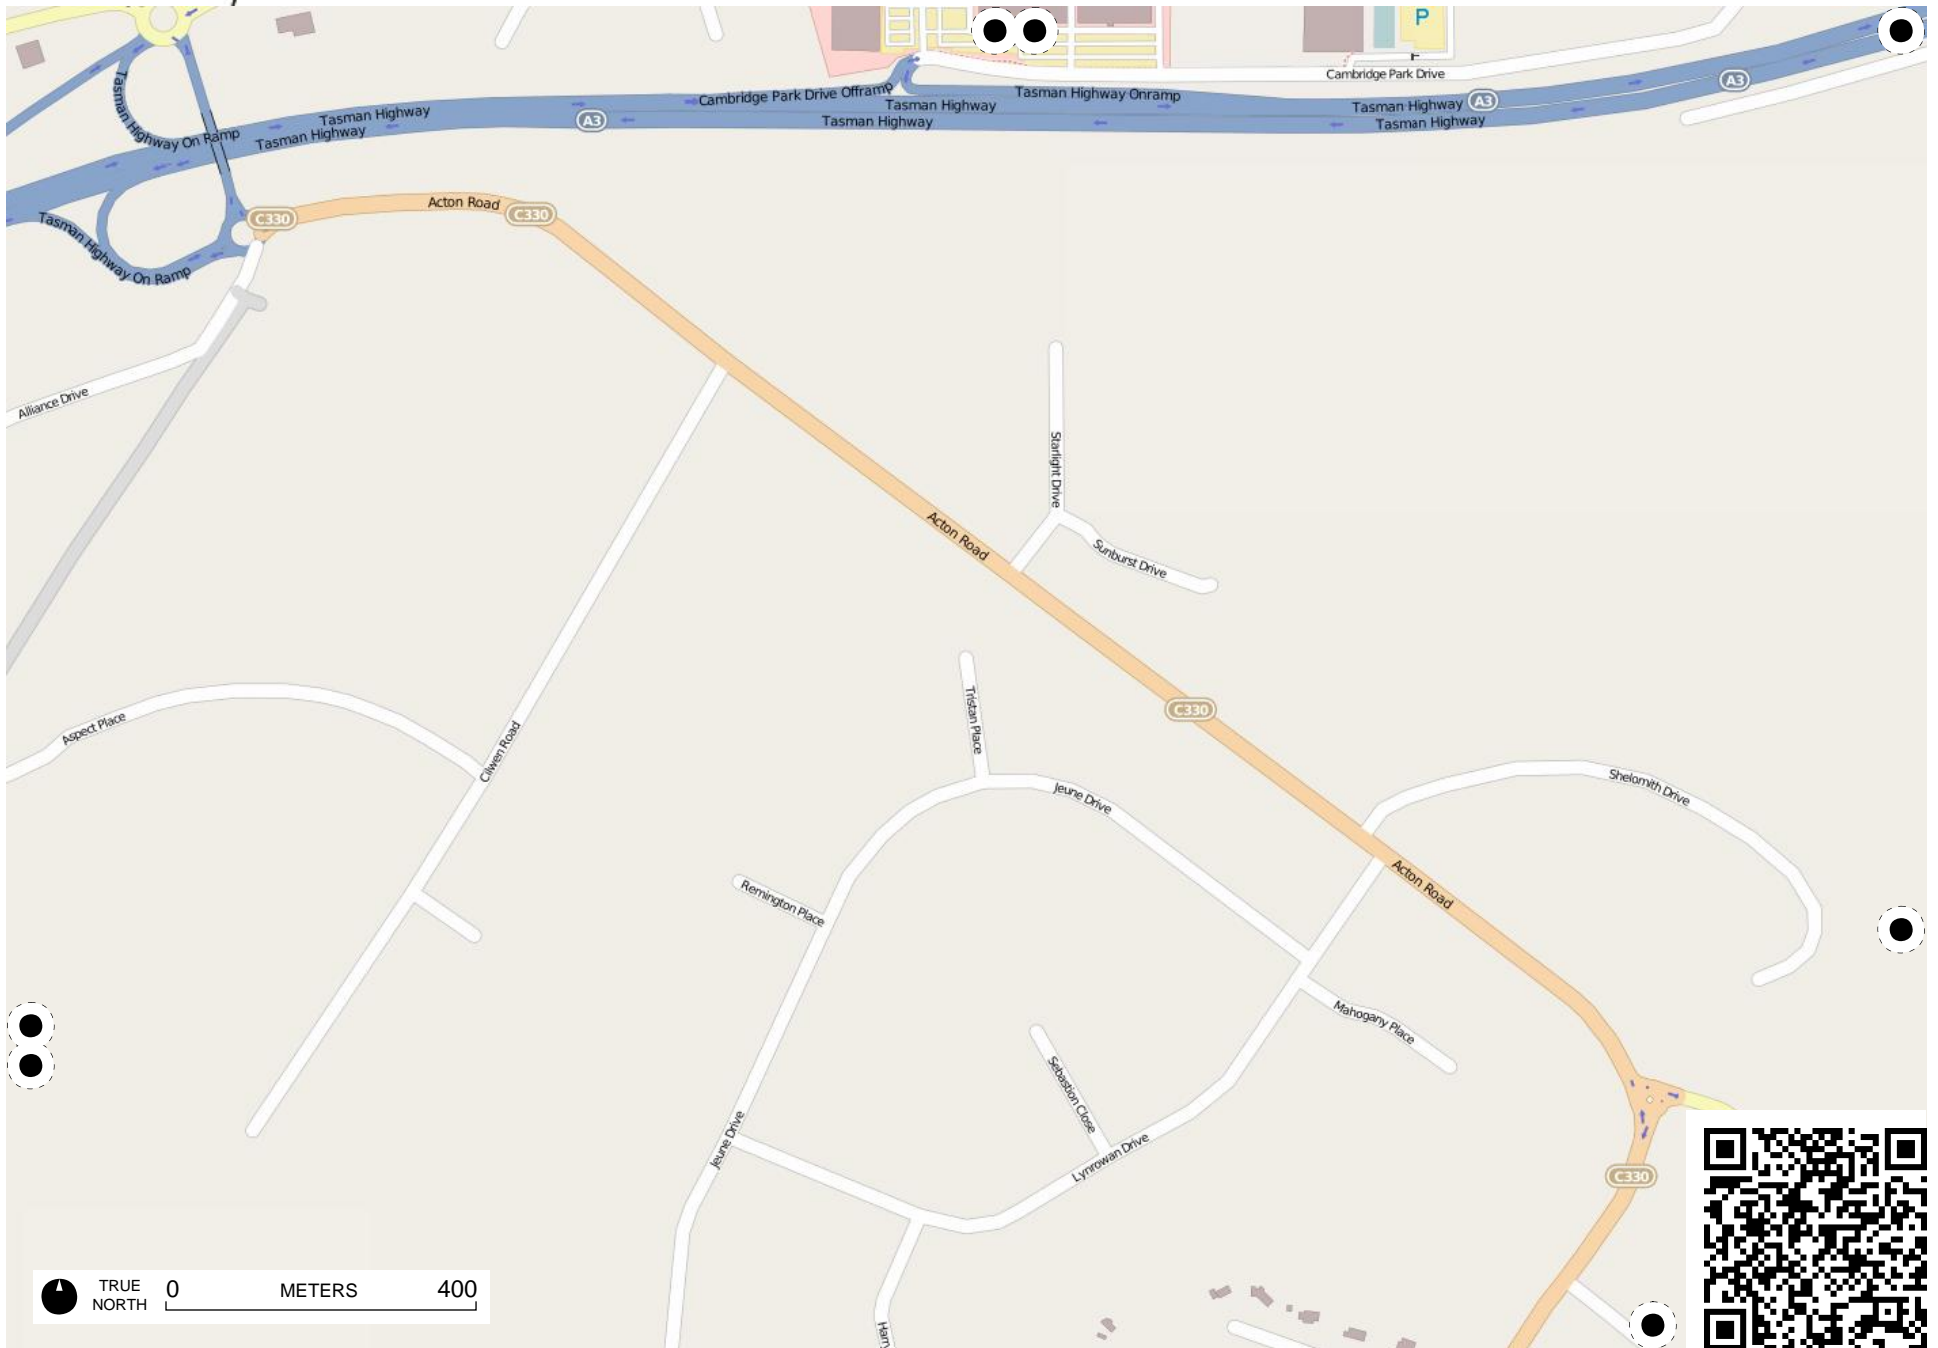 P
Cambridge Park Drive
A3
Cambridge Park Drive Offramp
Tasman Highway Onramp
Tasman Highway
Tasman Highway
Tasman Highway
A3
Tasman Highway
A3
Tasman Highway
Tasman Highway
Tasman Highway On Ramp
Tasman Highway
Acton Road
C330
C330
Tasman Highway On Ramp
Alliance Drive
Starlight Drive
Acton Road
Sunburst Drive
C330
Tristan Place
Aspect Place
Cilwen Road
Jeune Drive
Shelomith Drive
Acton Road
Remington Place
Mahogany Place
Sebastion Close
Jeune Drive
Lynrowan Drive
C330
TRUE
NORTH
0 METERS 400